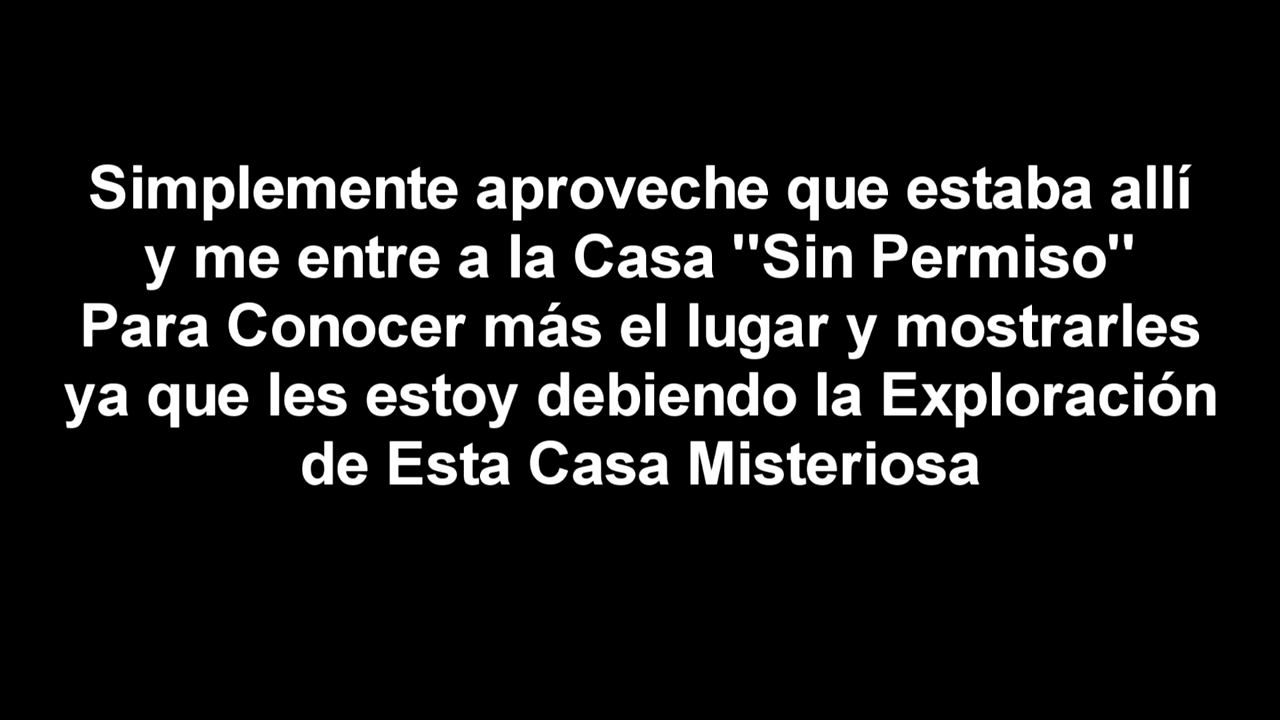 Simplemente aproveche que estaba allí
y me entre a la Casa "Sin Permiso"
Para Conocer más el lugar y mostrarles
ya que les estoy debiendo la Exploración
de Esta Casa Misteriosa